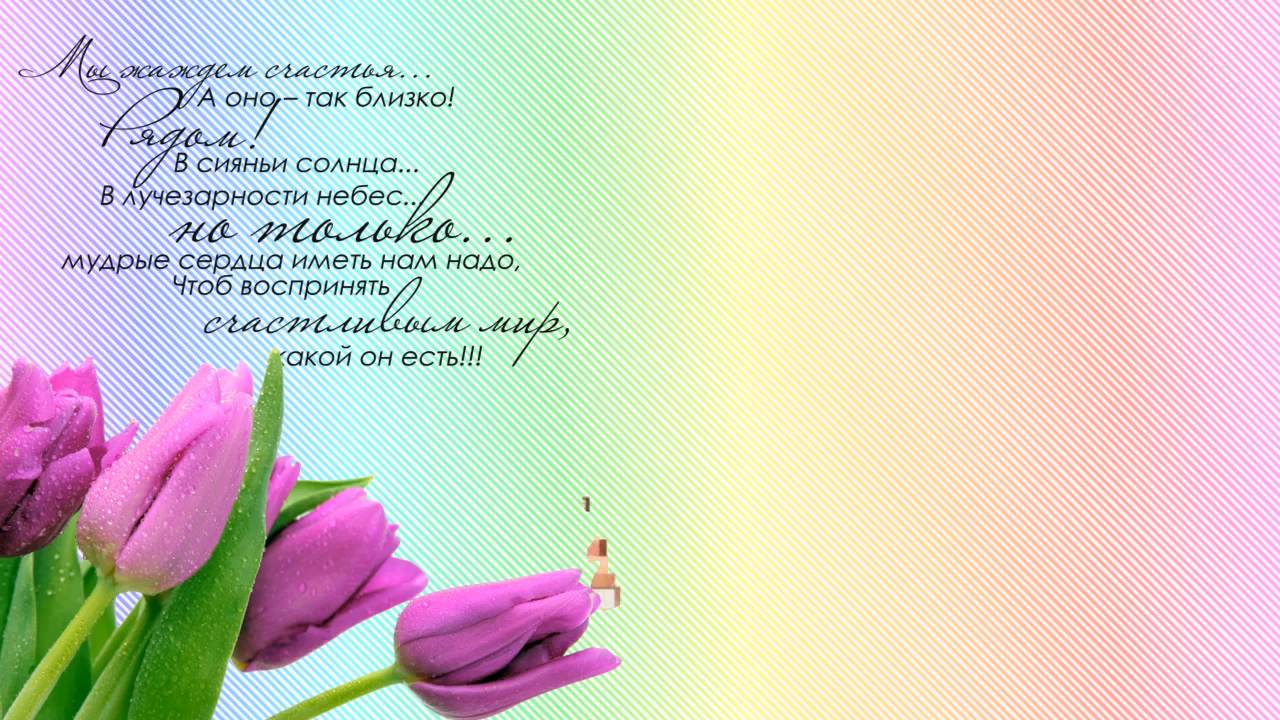 Мы жаждем счастья...
А оно – так близко!
Рядом!
В сияньи солнца...
В лучезарности небес..
но только...
мудрые сердца иметь нам надо,
Чтоб воспринять
счастливым мир,
какой он есть!!!